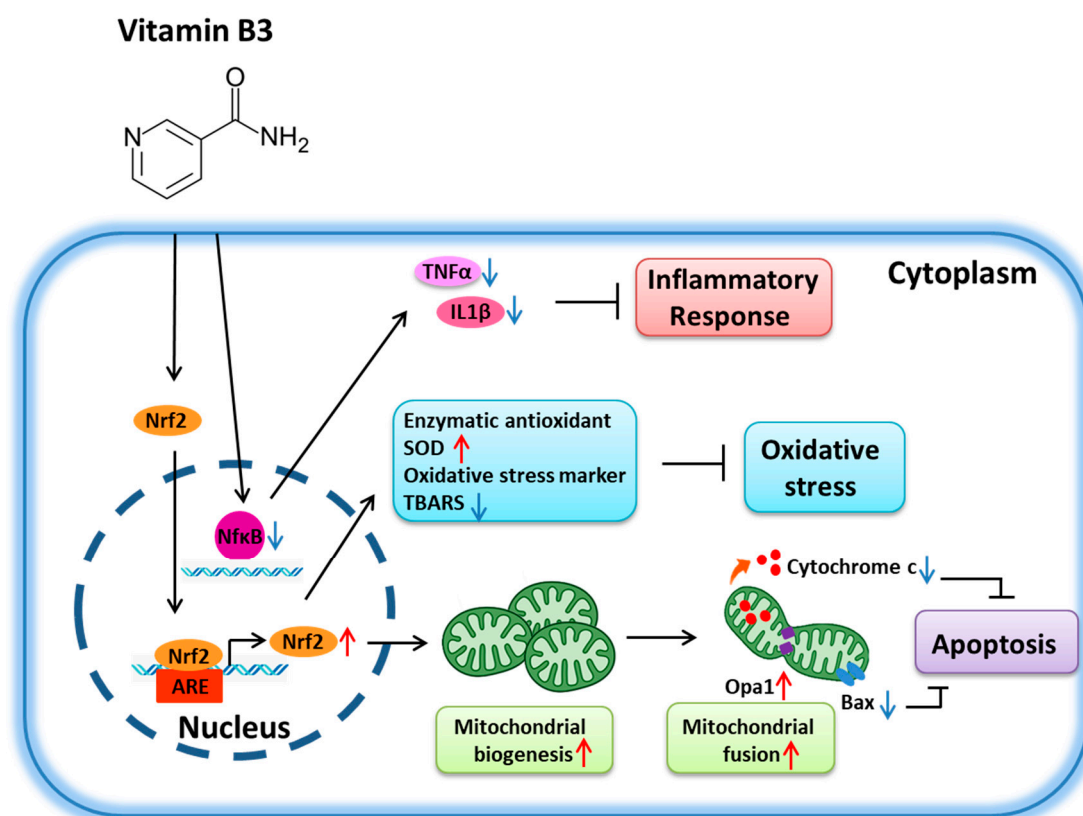 Vitamin B3
O
N
NH2
Cytoplasm
TNFα
IL1β
Inflammatory
Response
Nrf2
Enzymatic antioxidant
SOD
Oxidative stress marker
TBARS
Oxidative
stress
NfκB
Cytochrome c
Nrf2
ARE
Nrf2
Apoptosis
Opa1
Bax
Nucleus
Mitochondrial
biogenesis
Mitochondrial
fusion